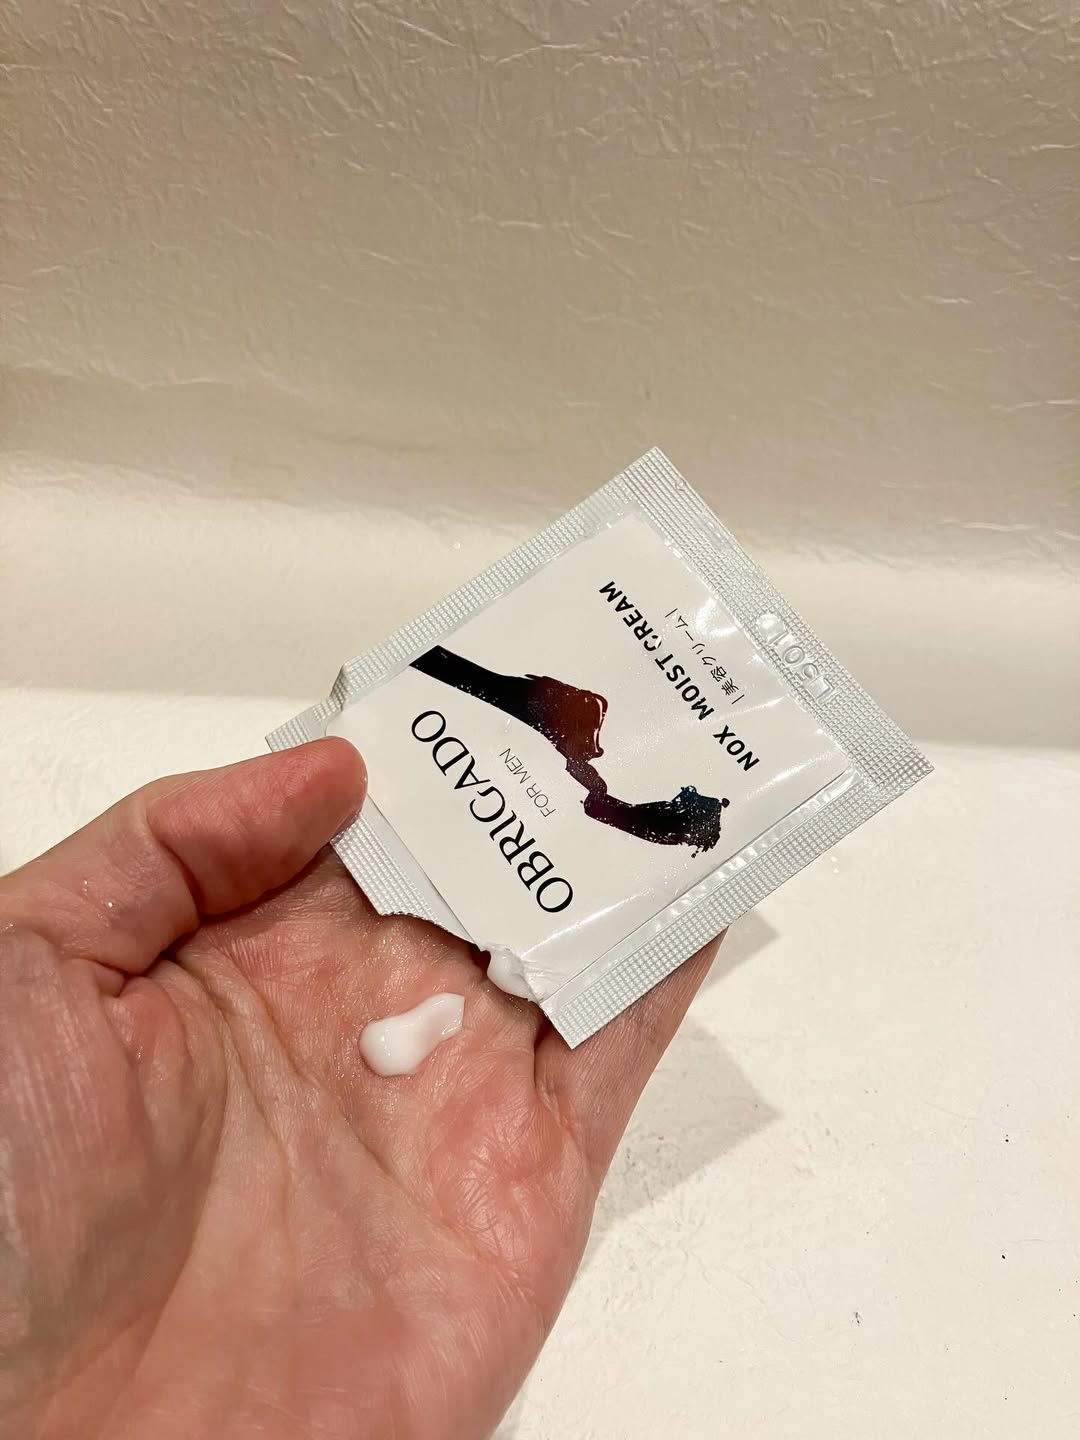 OBRIGADO
FOR MEN
NOX MOIST CREAM
|美容クリーム|